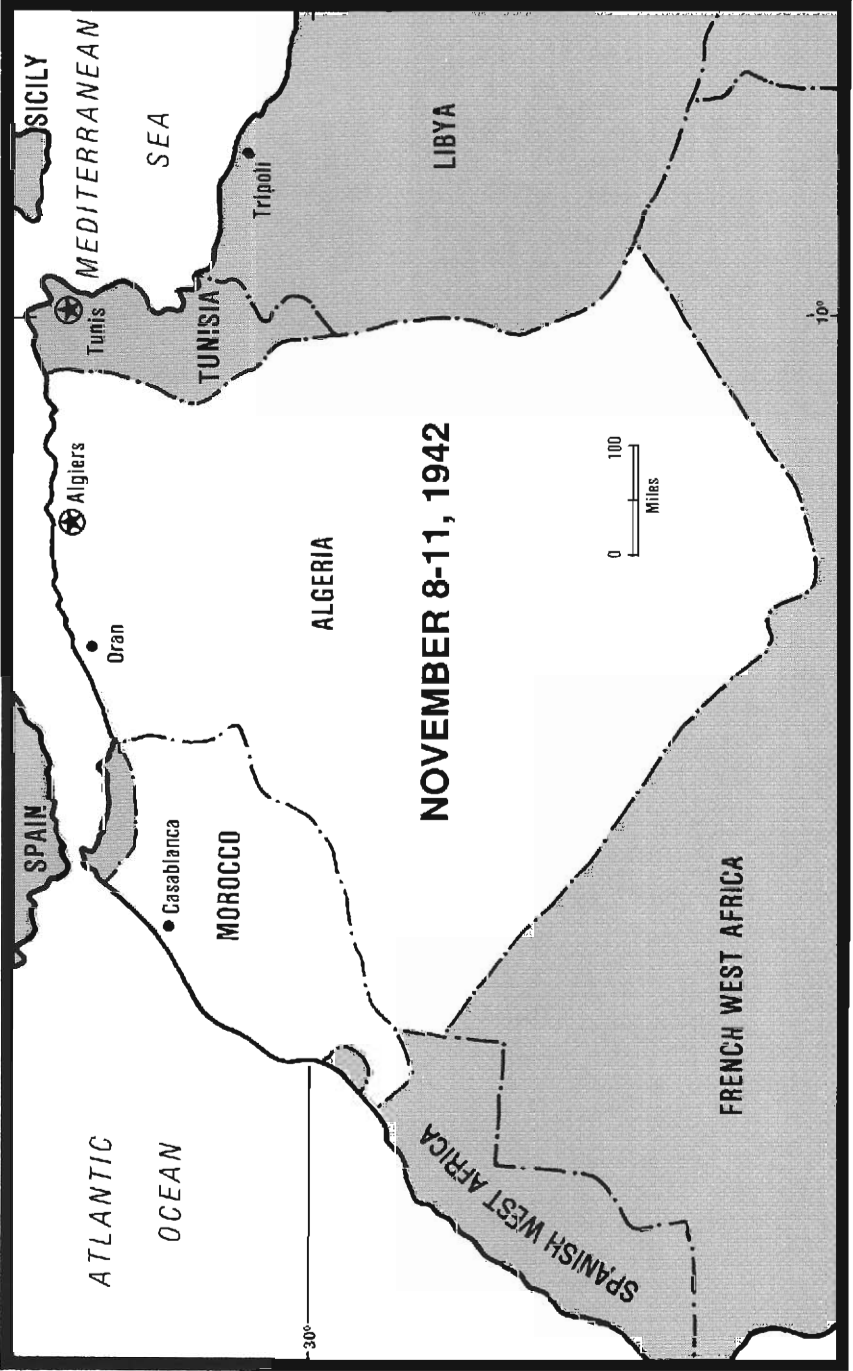 SPAIN
SICILY
MEDITERRANEAN
SEA
ATLANTIC
OCEAN
Tunis
Algiers
Oran
Casablanca
Tripoli
TUNISIA
MOROCCO
ALGERIA
LIBYA
30°
NOVEMBER 8-11, 1942
SPANISH WEST AFRICA
0 100
Miles
FRENCH WEST AFRICA
10°